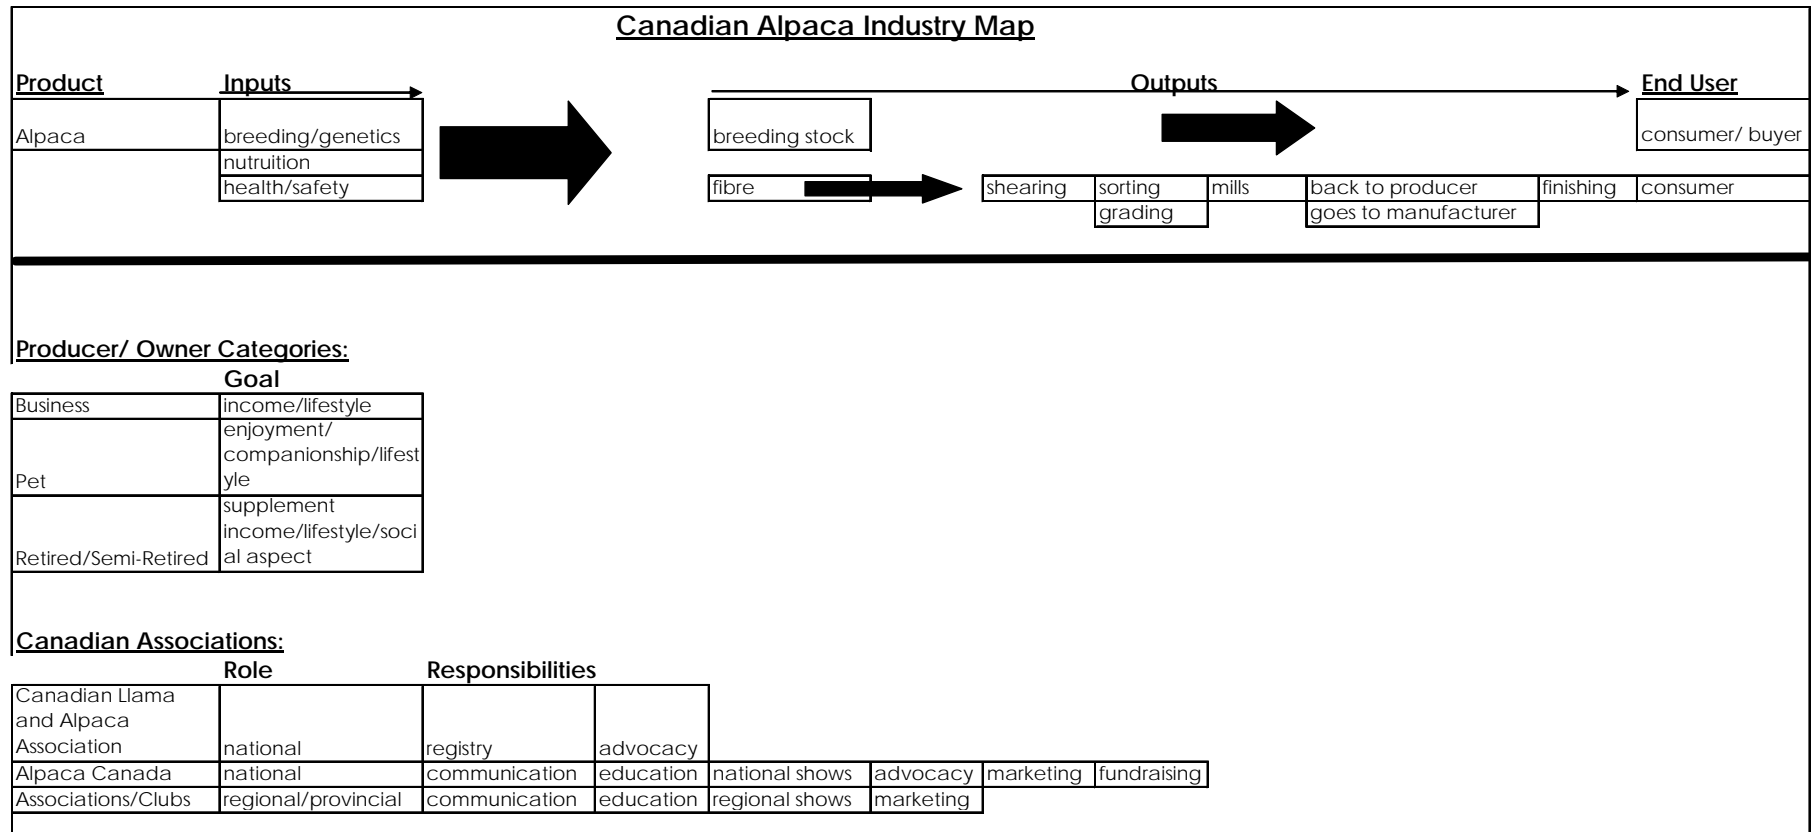 Canadian Alpaca Industry Map
Product Inputs Outputs End User
Alpaca breeding/genetics breeding stock consumer/ buyer
nutruition
health/safety fibre shearing sorting mills back to producer finishing consumer
grading goes to manufacturer
Producer/ Owner Categories:
Goal
Business income/lifestyle
enjoyment/
companionship/lifest
Pet yle
supplement
income/lifestyle/soci
Retired/Semi-Retired al aspect
Canadian Associations:
Role Responsibilities
Canadian Llama
and Alpaca
Association national registry advocacy
Alpaca Canada national communication education national shows advocacy marketing fundraising
Associations/Clubs regional/provincial communication education regional shows marketing